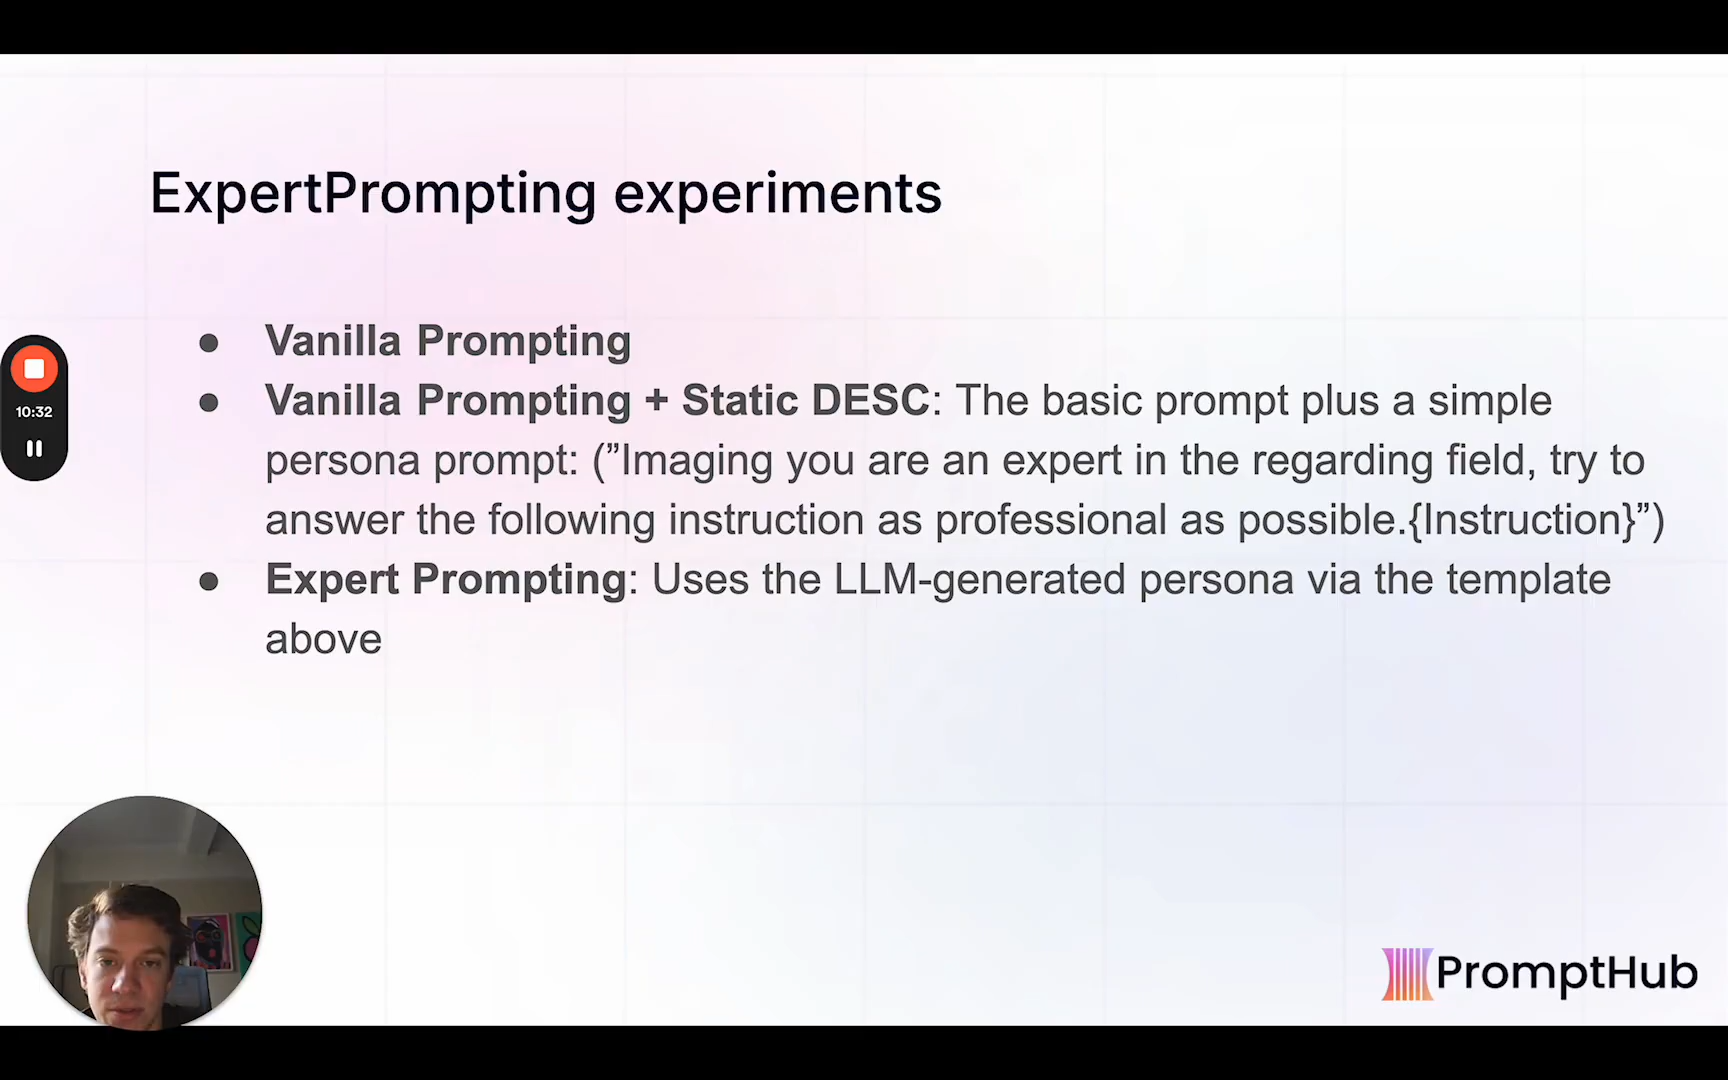 ExpertPrompting experiments
● Vanilla Prompting
● Vanilla Prompting + Static DESC: The basic prompt plus a simple
persona prompt: (”Imaging you are an expert in the regarding field, try to
answer the following instruction as professional as possible.{Instruction}”)
● Expert Prompting: Uses the LLM-generated persona via the template
above
10:32
PromptHub